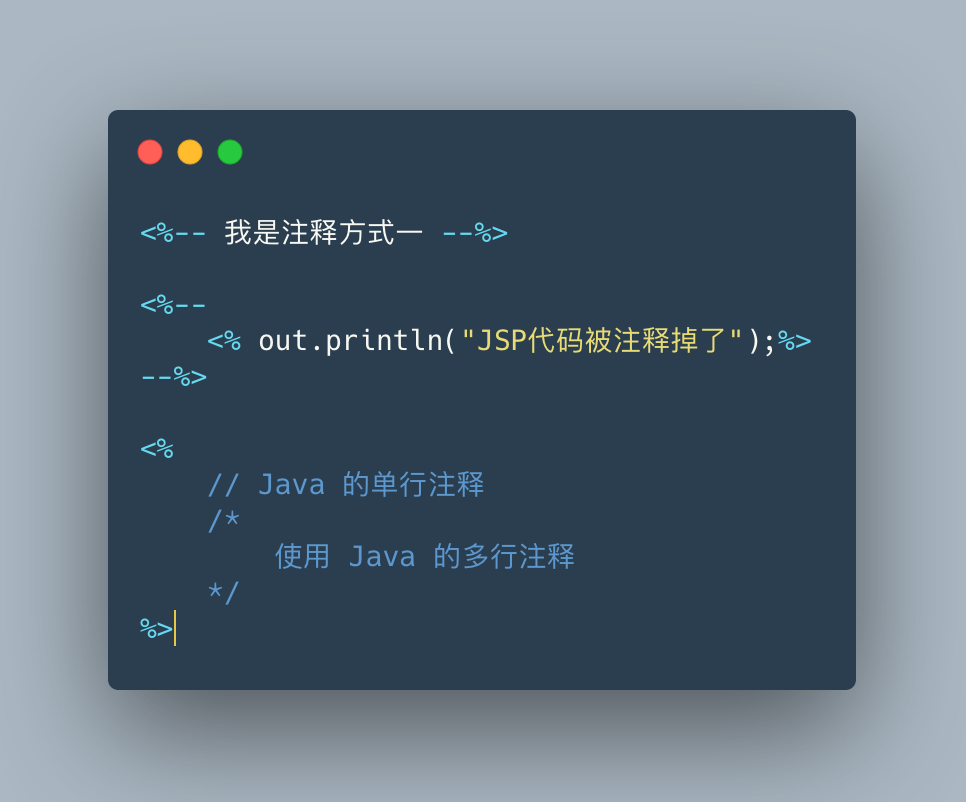 <%-- 我是注释方式一 --%>
<%--
    <% out.println("JSP代码被注释掉了");%>
--%>
<%
    // Java 的单行注释
    /*
        使用 Java 的多行注释
    */
%>